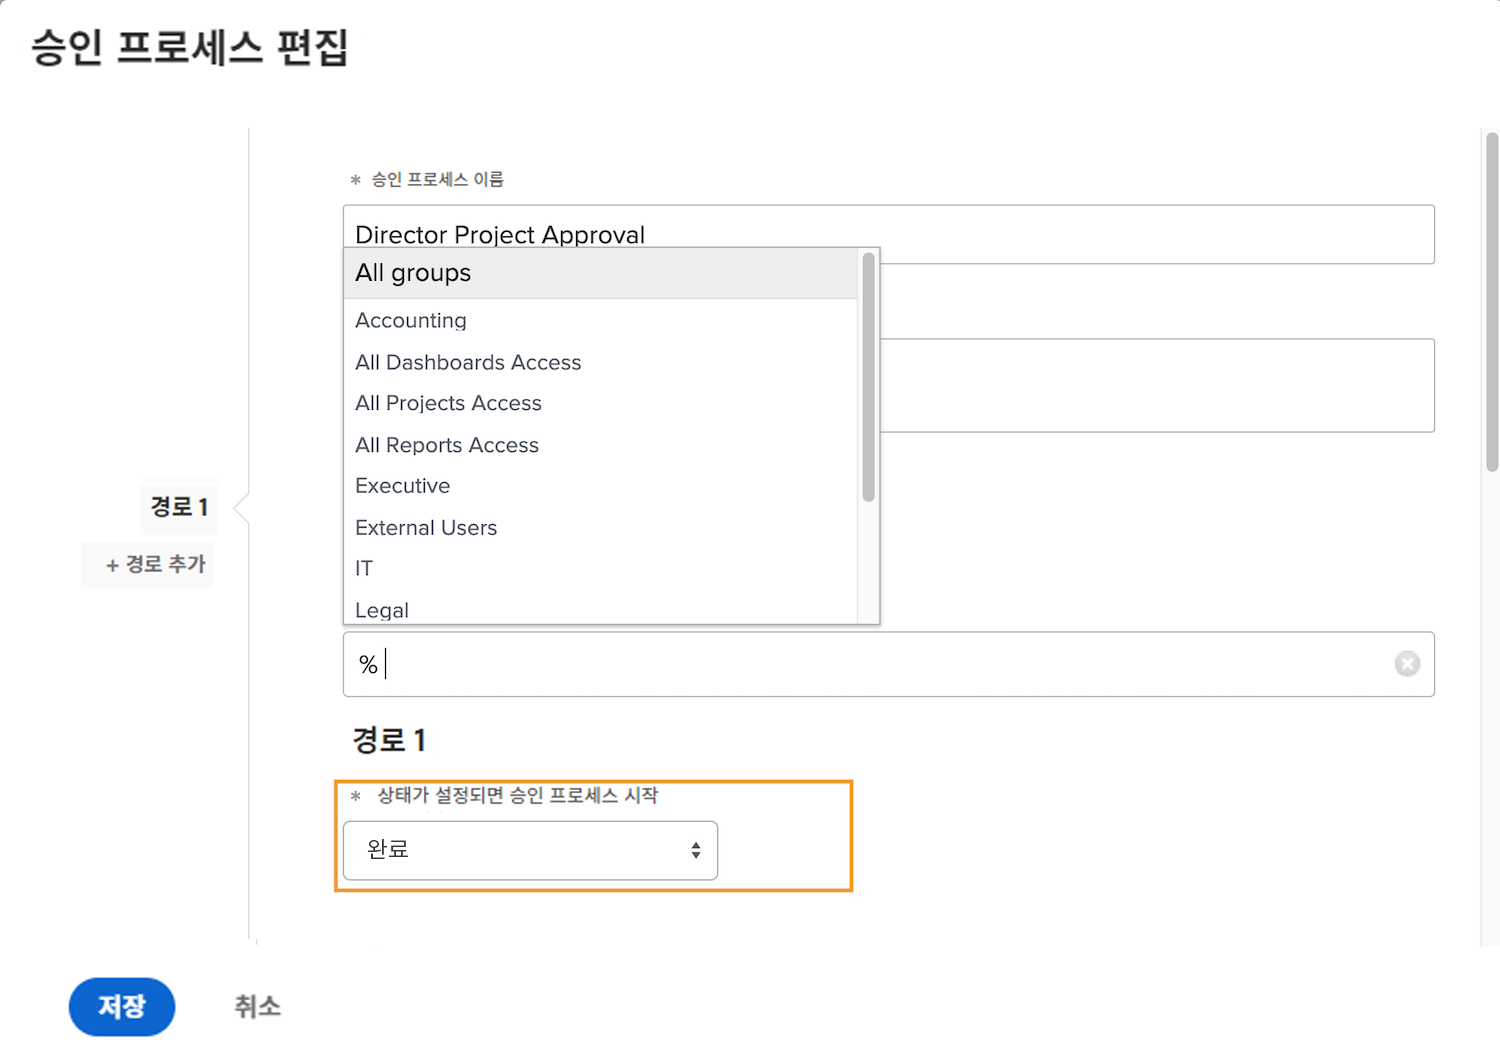 승인 프로세스 편집
* 승인 프로세스 이름
Director Project Approval
All groups
Accounting
All Dashboards Access
All Projects Access
All Reports Access
Executive
External Users
IT
Legal
경로 1
+ 경로 추가
%
경로 1
* 상태가 설정되면 승인 프로세스 시작
완료
저장
취소